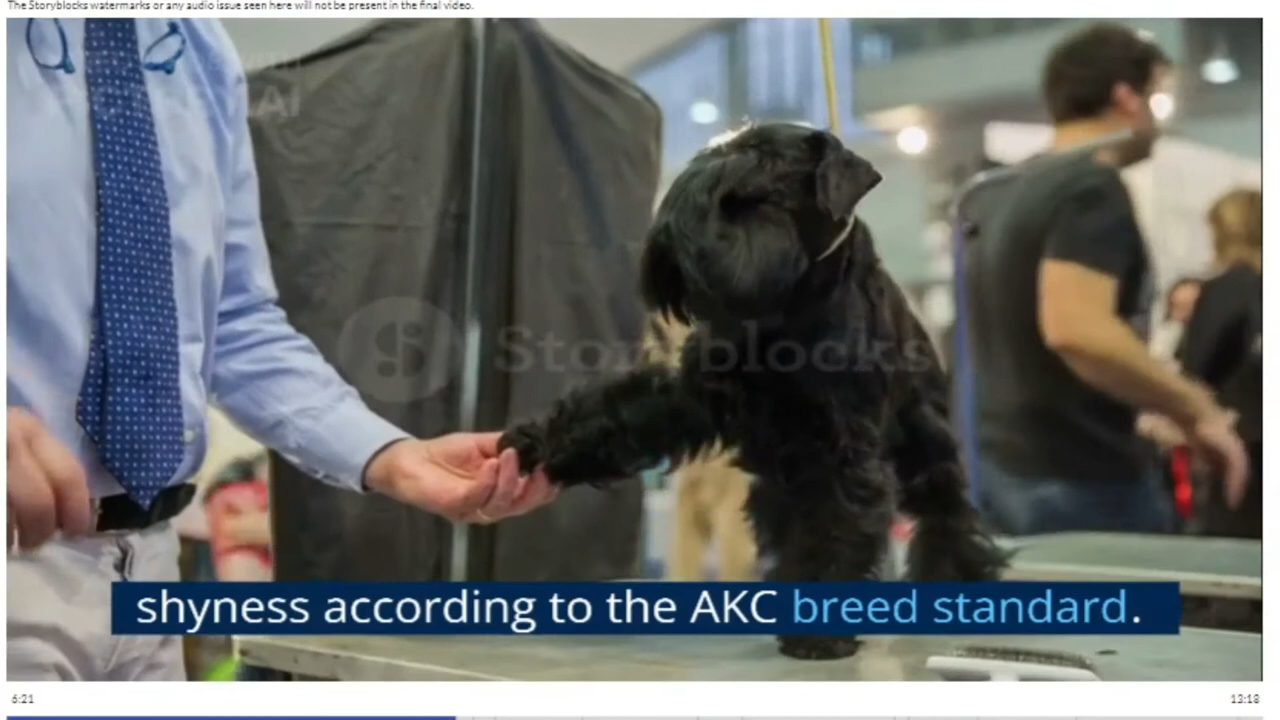 The Storyblocks watermarks or any audio issue seen here will not be present in the final video.
AI
Storyblocks
shyness according to the AKC breed standard.
6:21
13:18